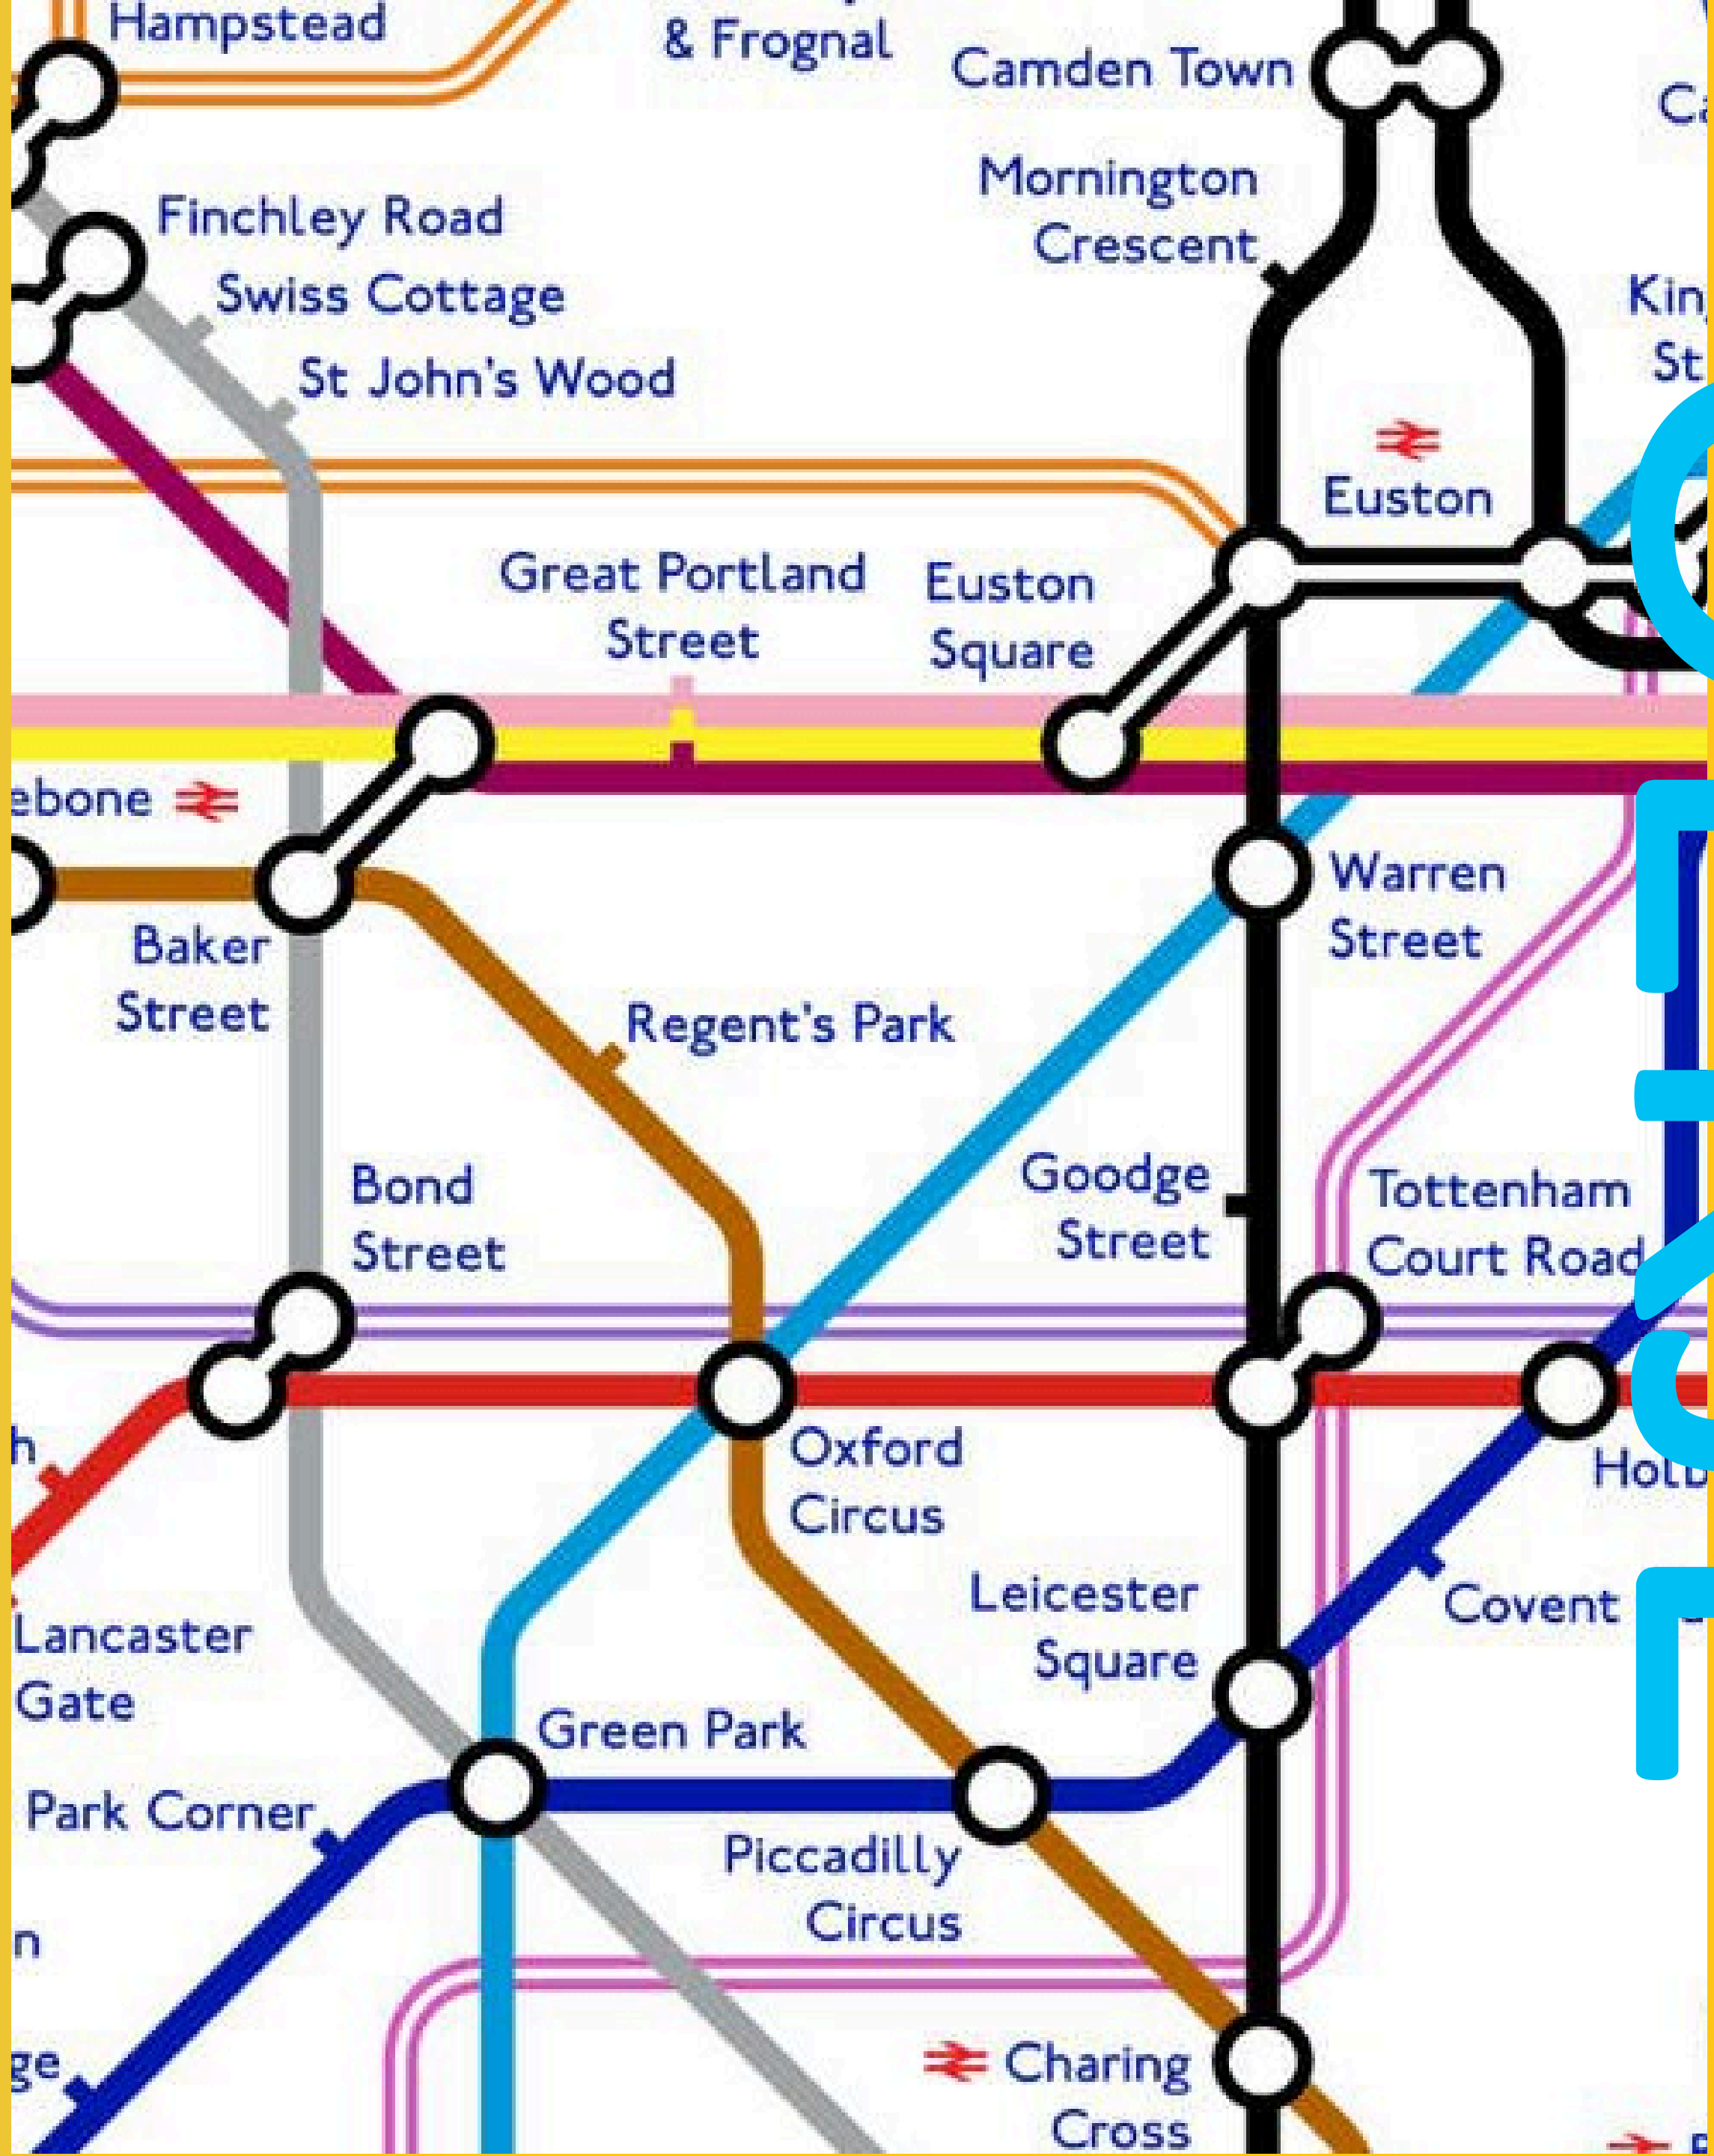 Hampstead
& Frognal
Camden Town
Mornington
Crescent
Finchley Road
Swiss Cottage
St John's Wood
St
Euston
Great Portland
Street
Euston
Square
Warren
Street
Baker
Street
Regent's Park
Bond
Street
Goodge
Street
Tottenham
Court Road
Oxford
Circus
Leicester
Square
Covent
Lancaster
Gate
Green Park
Park Corner
Piccadilly
Circus
Charing
Cross